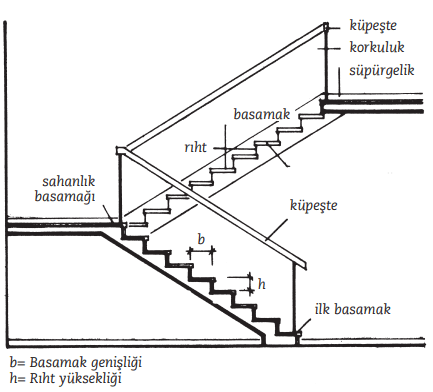 küpeşte
korkuluk
süpürgelik
basamak
rıht
sahanlık
basamağı
küpeşte
b
h
ilk basamak
b= Basamak genişliği
h= Rıht yüksekliği